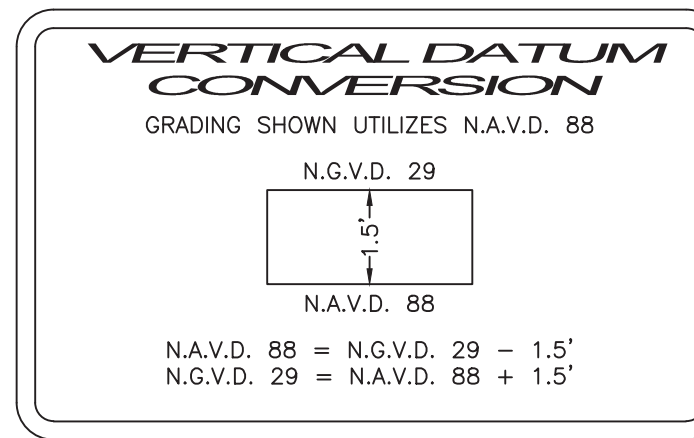 VERTICAL DATUM
CONVERSION
GRADING SHOWN UTILIZES N.A.V.D. 88
N.G.V.D. 29
1.5'
N.A.V.D. 88
N.A.V.D. 88 = N.G.V.D. 29 - 1.5'
N.G.V.D. 29 = N.A.V.D. 88 + 1.5'